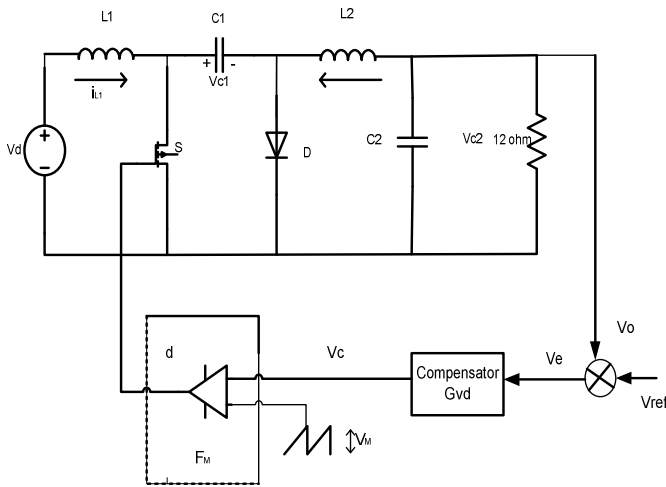 L1
C1
L2
+ -
Vc1
iL1
Vd
+
-
S
D
C2
Vc2
12 ohm
d
Vc
Compensator
Gvd
Ve
Vo
Vref
FM
VM